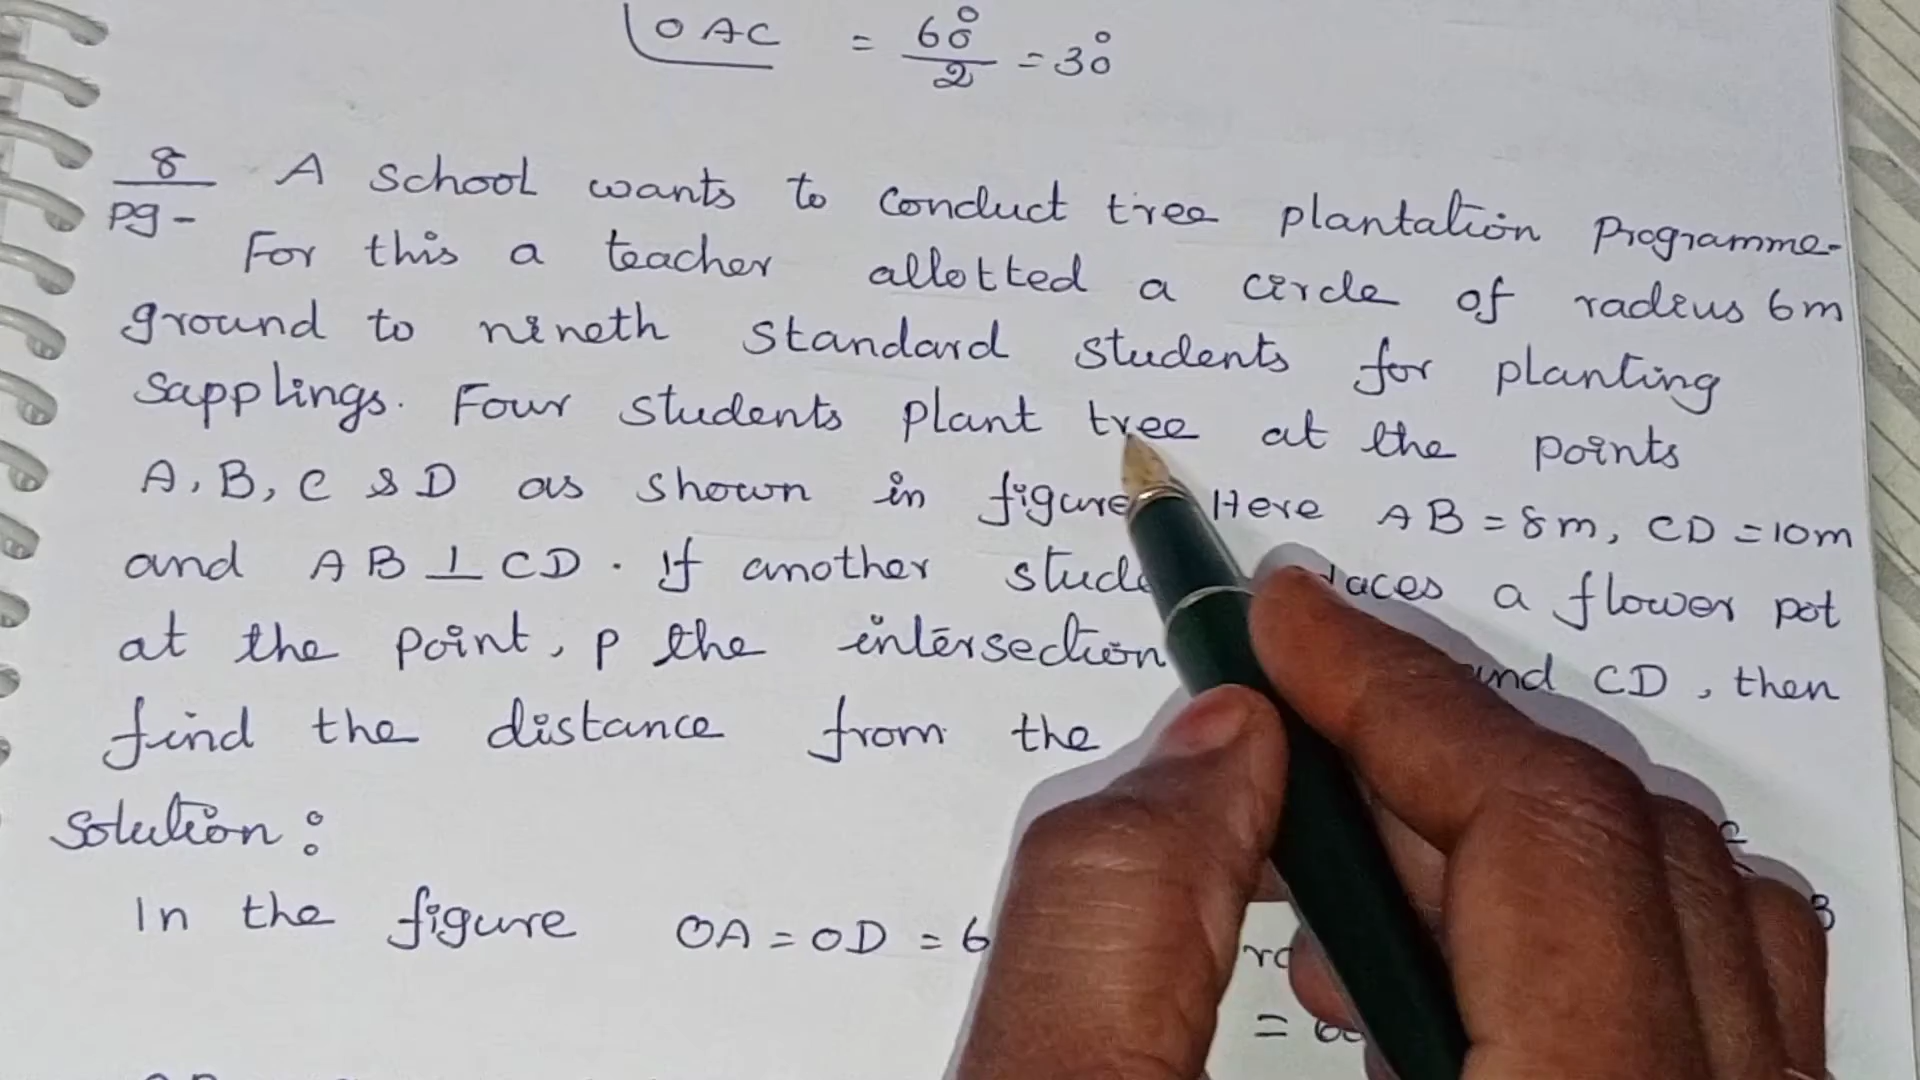 ∠OAC = 60°/2 = 30°
8/pg- A school wants to conduct tree plantation Programme.
For this a teacher allotted a circle of radius 6m
ground to nineth standard students for planting
sapplings. Four students plant tree at the points
A, B, C & D as shown in figure Here AB = 8m, CD = 10m
and AB ⊥ CD. If another a flower pot
at the point, P the intersection and CD, then
find the distance from the
Solution :
In the figure OA = OD = 6